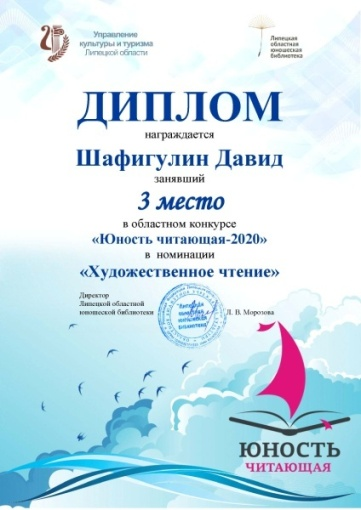 Управление
культуры и туризма
Липецкой области
Липецкая
областная
юношеская
библиотека
ДИПЛОМ
награждается
Шафигулин Давид
занявший
3 место
в областном конкурсе
«Юность читающая-2020»
в номинации
«Художественное чтение»
Директор
Липецкой областной
юношеской библиотеки
Л. В. Морозова
ЮНОСТЬ
ЧИТАЮЩАЯ